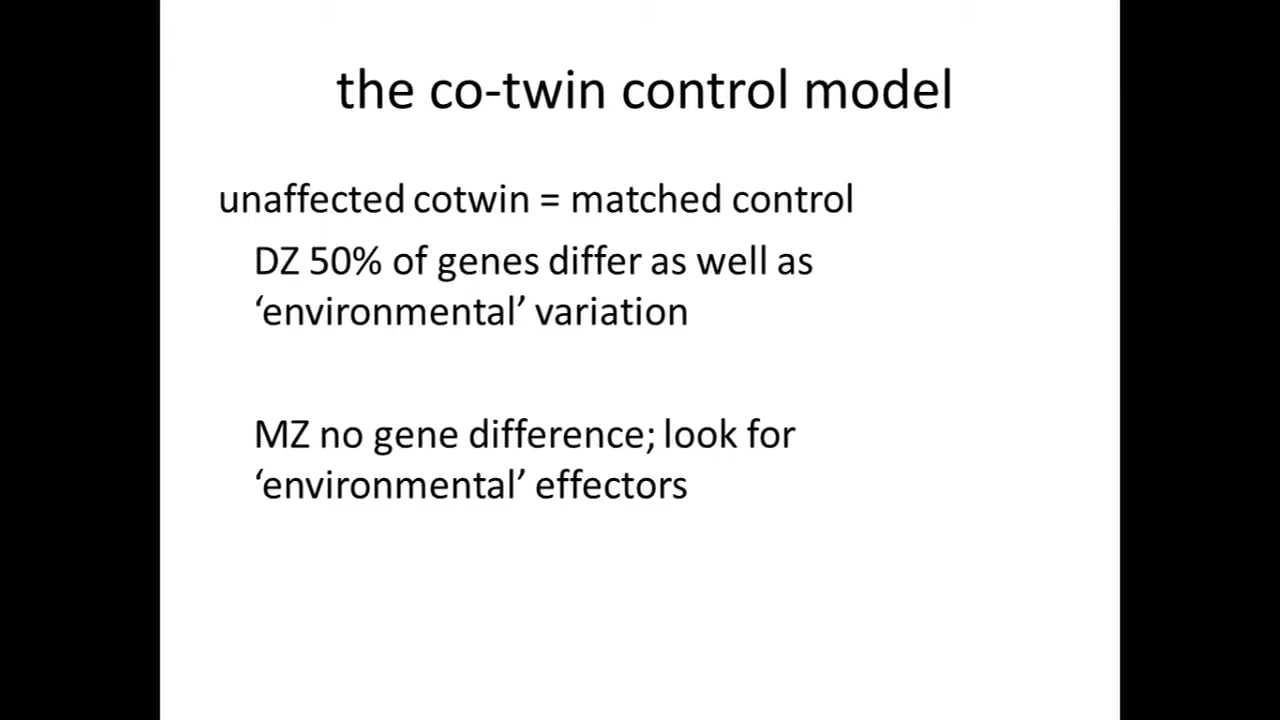 the co-twin control model
unaffected cotwin = matched control
DZ 50% of genes differ as well as
‘environmental’ variation
MZ no gene difference; look for
‘environmental’ effectors